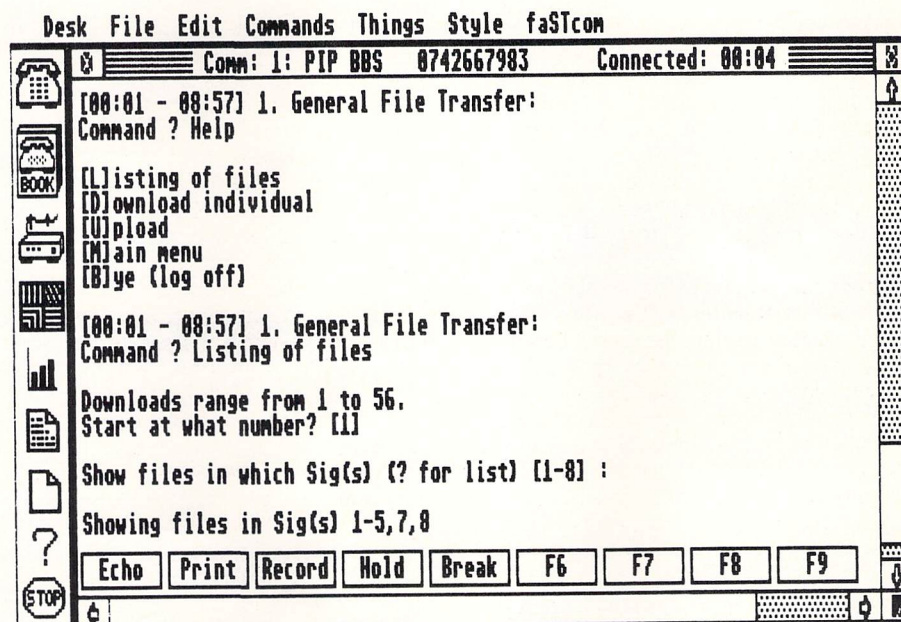 Desk File Edit Commands Things Style faSTcom
Comm: 1: PIP BBS 0742667983 Connected: 00:04
[00:01 - 08:57] 1. General File Transfer:
Command ? Help
[L]isting of files
[D]ownload individual
[U]pload
[M]ain menu
[B]ye (log off)
[00:01 - 08:57] 1. General File Transfer:
Command ? Listing of files
Downloads range from 1 to 56.
Start at what number? [1]
Show files in which Sig(s) (? for list) [1-8] :
Showing files in Sig(s) 1-5,7,8
Echo Print Record Hold Break F6 F7 F8 F9
BOOK
?
STOP